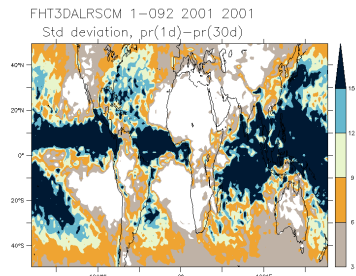 FHT3DALRSCM 1-092 2001 2001
Std deviation, pr(1d)-pr(30d)
40°N
20°N
0°
20°S
40°S
15
12
9
6
3